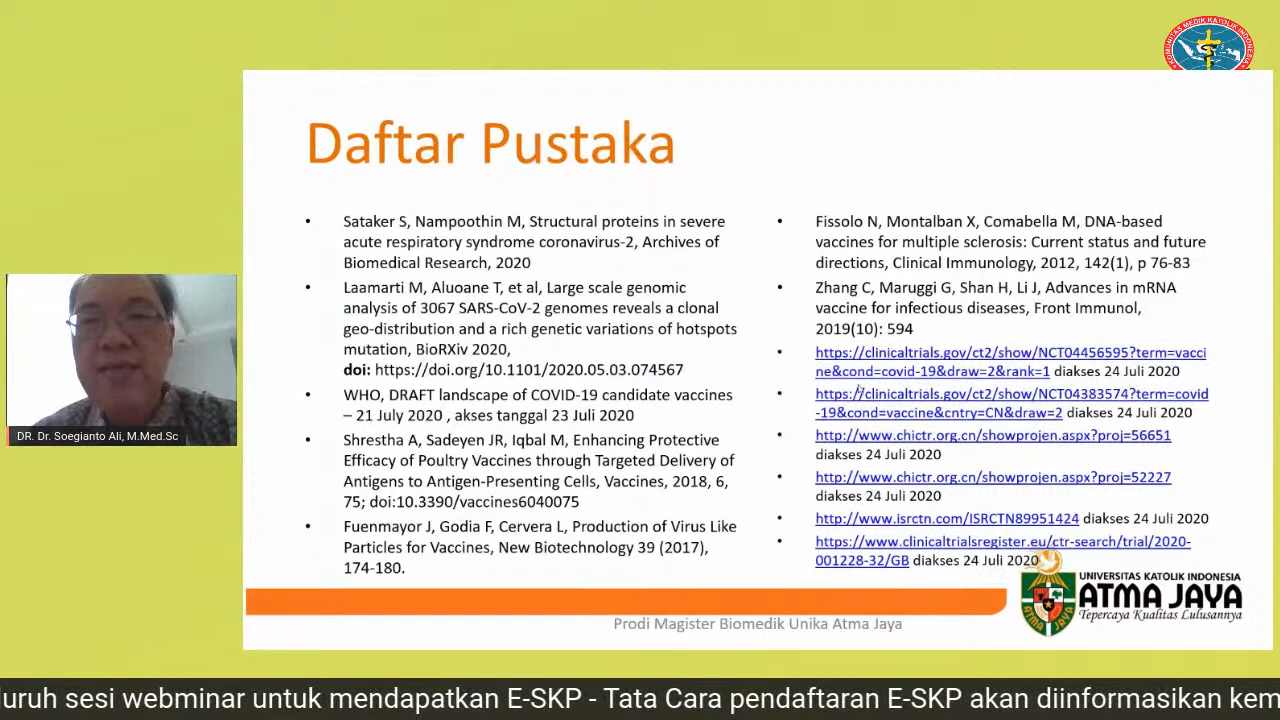 KOMUNITAS MEDIK KATOLIK INDONESIA
Daftar Pustaka
• Sataker S, Nampoothin M, Structural proteins in severe
acute respiratory syndrome coronavirus-2, Archives of
Biomedical Research, 2020
• Laamarti M, Aluoane T, et al, Large scale genomic
analysis of 3067 SARS-CoV-2 genomes reveals a clonal
geo-distribution and a rich genetic variations of hotspots
mutation, BioRXiv 2020,
doi: https://doi.org/10.1101/2020.05.03.074567
• WHO, DRAFT landscape of COVID-19 candidate vaccines
– 21 July 2020 , akses tanggal 23 Juli 2020
• Shrestha A, Sadeyen JR, Iqbal M, Enhancing Protective
Efficacy of Poultry Vaccines through Targeted Delivery of
Antigens to Antigen-Presenting Cells, Vaccines, 2018, 6,
75; doi:10.3390/vaccines6040075
• Fuenmayor J, Godia F, Cervera L, Production of Virus Like
Particles for Vaccines, New Biotechnology 39 (2017),
174-180.
• Fissolo N, Montalban X, Comabella M, DNA-based
vaccines for multiple sclerosis: Current status and future
directions, Clinical Immunology, 2012, 142(1), p 76-83
• Zhang C, Maruggi G, Shan H, Li J, Advances in mRNA
vaccine for infectious diseases, Front Immunol,
2019(10): 594
• https://clinicaltrials.gov/ct2/show/NCT04456595?term=vacci
ne&cond=covid-19&draw=2&rank=1 diakses 24 Juli 2020
• https://clinicaltrials.gov/ct2/show/NCT04383574?term=covid
-19&cond=vaccine&cntry=CN&draw=2 diakses 24 Juli 2020
• http://www.chictr.org.cn/showprojen.aspx?proj=56651
diakses 24 Juli 2020
• http://www.chictr.org.cn/showprojen.aspx?proj=52227
diakses 24 Juli 2020
• http://www.isrctn.com/ISRCTN89951424 diakses 24 Juli 2020
• https://www.clinicaltrialsregister.eu/ctr-search/trial/2020-
001228-32/GB diakses 24 Juli 2020
DR. Dr. Soegianto Ali, M.Med.Sc
UNIVERSITAS KATOLIK INDONESIA
ATMA JAYA
Tepercaya Kualitas Lulusannya
ATMA JAYA
Prodi Magister Biomedik Unika Atma Jaya
luruh sesi webminar untuk mendapatkan E-SKP - Tata Cara pendaftaran E-SKP akan diinformasikan kem